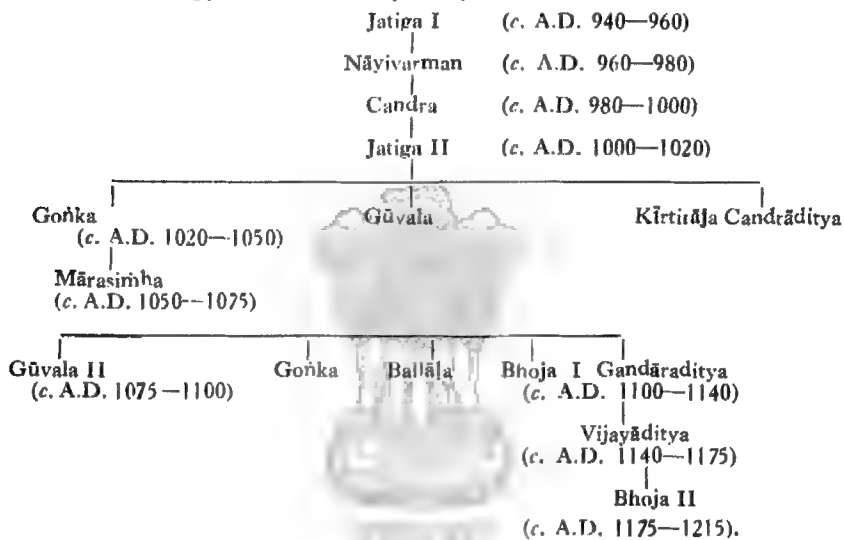 Jatiga I (c. A.D. 940—960)
Nāyivarman (c. A.D. 960—980)
Candra (c. A.D. 980—1000)
Jatiga II (c. A.D. 1000—1020)
Goṅka Gūvala Kīrtirāja Candrāditya
(c. A.D. 1020—1050)
Mārasiṁha
(c. A.D. 1050--1075)
Gūvala II Goṅka Ballāḷa Bhoja I Gandāraditya
(c. A.D. 1075—1100) (c. A.D. 1100—1140)
Vijayāditya
(c. A.D. 1140—1175)
Bhoja II
(c. A.D. 1175—1215).